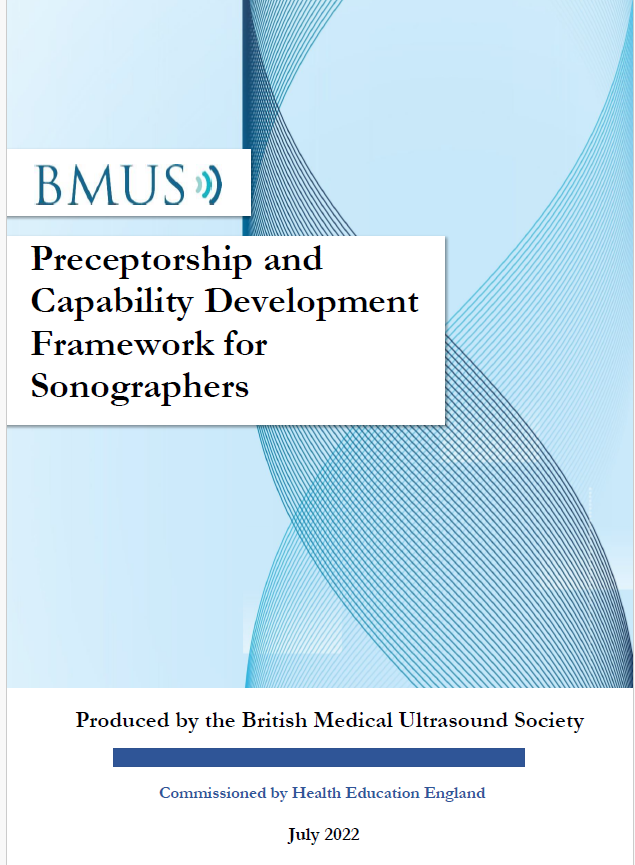 BMUS
Preceptorship and
Capability Development
Framework for
Sonographers
Produced by the British Medical Ultrasound Society
Commissioned by Health Education England
July 2022